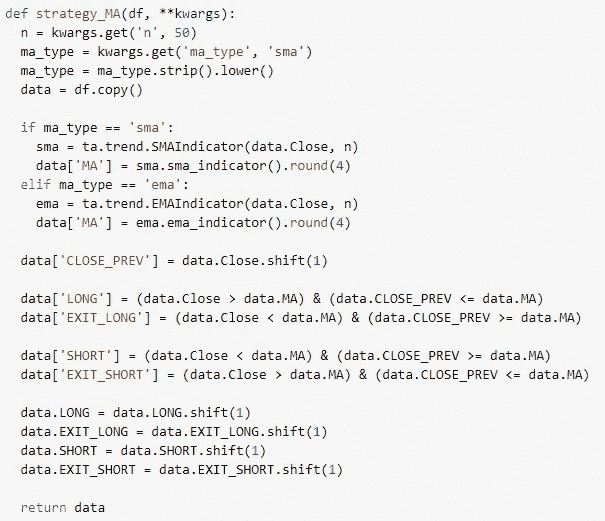 def strategy_MA(df, **kwargs):
  n = kwargs.get('n', 50)
  ma_type = kwargs.get('ma_type', 'sma')
  ma_type = ma_type.strip().lower()
  data = df.copy()

  if ma_type == 'sma':
    sma = ta.trend.SMAIndicator(data.Close, n)
    data['MA'] = sma.sma_indicator().round(4)
  elif ma_type == 'ema':
    ema = ta.trend.EMAIndicator(data.Close, n)
    data['MA'] = ema.ema_indicator().round(4)

  data['CLOSE_PREV'] = data.Close.shift(1)

  data['LONG'] = (data.Close > data.MA) & (data.CLOSE_PREV <= data.MA)
  data['EXIT_LONG'] = (data.Close < data.MA) & (data.CLOSE_PREV >= data.MA)

  data['SHORT'] = (data.Close < data.MA) & (data.CLOSE_PREV >= data.MA)
  data['EXIT_SHORT'] = (data.Close > data.MA) & (data.CLOSE_PREV <= data.MA)

  data.LONG = data.LONG.shift(1)
  data.EXIT_LONG = data.EXIT_LONG.shift(1)
  data.SHORT = data.SHORT.shift(1)
  data.EXIT_SHORT = data.EXIT_SHORT.shift(1)

  return data